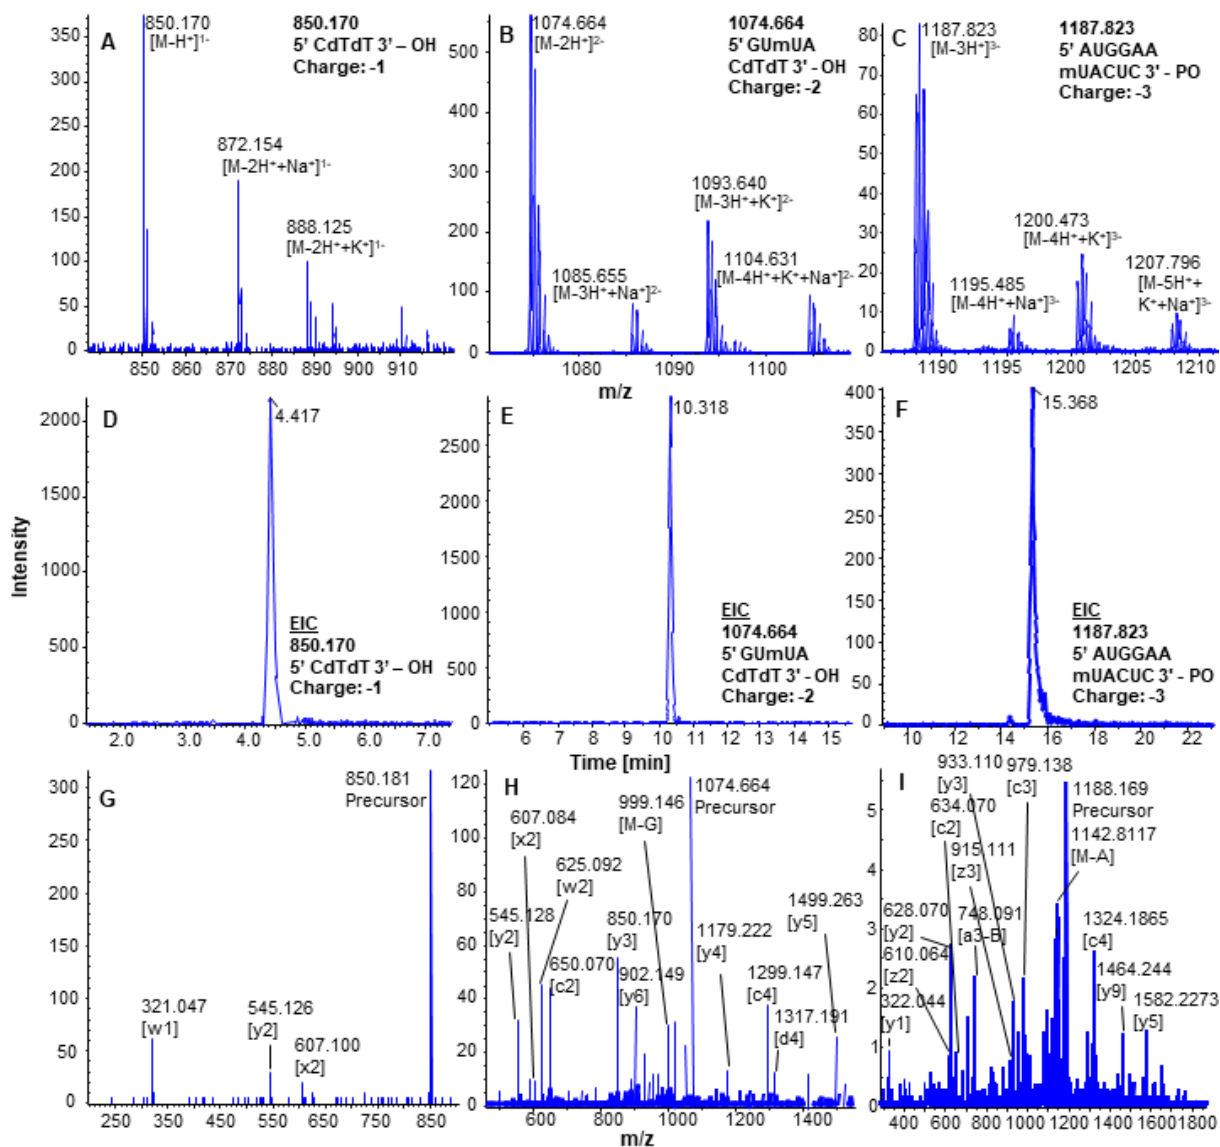 A
850.170
[M-H⁺]¹⁻
850.170
5' CdTdT 3' – OH
Charge: -1
872.154
[M-2H⁺+Na⁺]¹⁻
888.125
[M-2H⁺+K⁺]¹⁻
350
300
250
200
150
100
50
0
850 860 870 880 890 900 910
B
1074.664
[M-2H⁺]²⁻
1074.664
5' GUmUA
CdTdT 3' - OH
Charge: -2
1093.640
[M-3H⁺+K⁺]²⁻
1104.631
[M-4H⁺+K⁺+Na⁺]²⁻
1085.655
[M-3H⁺+Na⁺]²⁻
500
400
300
200
100
0
1080 1090 1100
m/z
C
1187.823
[M-3H⁺]³⁻
1187.823
5' AUGGAA
mUACUC 3' - PO
Charge: -3
1200.473
[M-4H⁺+K⁺]³⁻
1207.796
[M-5H⁺+
K⁺+Na⁺]³⁻
1195.485
[M-4H⁺+Na⁺]³⁻
80
70
60
50
40
30
20
10
0
1190 1195 1200 1205 1210
Intensity
D
4.417
EIC
850.170
5' CdTdT 3' – OH
Charge: -1
2000
1500
1000
500
0
2.0 3.0 4.0 5.0 6.0 7.0
E
10.318
EIC
1074.664
5' GUmUA
CdTdT 3' - OH
Charge: -2
2500
2000
1500
1000
500
0
6 7 8 9 10 11 12 13 14 15
Time [min]
F
15.368
EIC
1187.823
5' AUGGAA
mUACUC 3' - PO
Charge: -3
400
350
300
250
200
150
100
50
0
10 12 14 16 18 20 22
G
850.181
Precursor
321.047
[w1]
545.126
[y2]
607.100
[x2]
300
250
200
150
100
50
0
250 350 450 550 650 750 850
H
1074.664
Precursor
999.146
[M-G]
607.084
[x2]
625.092
[w2]
545.128
[y2]
650.070
[c2]
850.170
[y3]
902.149
[y6]
1179.222
[y4]
1499.263
[y5]
1299.147
[c4]
1317.191
[d4]
120
100
80
60
40
20
0
600 800 1000 1200 1400
m/z
I
933.110
[y3]
979.138
[c3]
634.070
[c2]
1188.169
Precursor
915.111
[z3]
1142.8117
[M-A]
628.070
[y2]
748.091
[a3-B]
610.064
[z2]
322.044
[y1]
1324.1865
[c4]
1464.244
[y9]
1582.2273
[y5]
5
4
3
2
1
0
400 600 800 1000 1200 1400 1600 1800